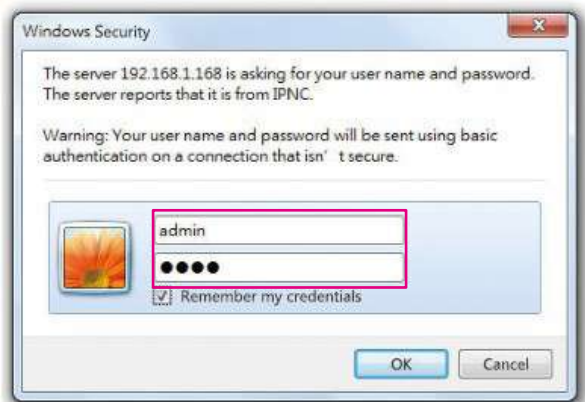 Windows Security
The server 192.168.1.168 is asking for your user name and password.
The server reports that it is from IPNC.
Warning: Your user name and password will be sent using basic
authentication on a connection that isn' t secure.
admin
●●●●
Remember my credentials
OK
Cancel